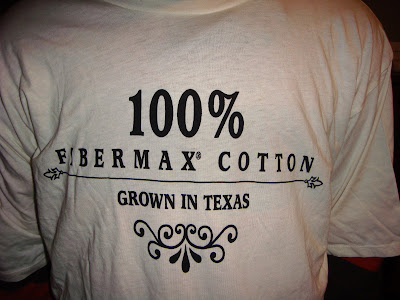 100%
FIBERMAX® COTTON
GROWN IN TEXAS